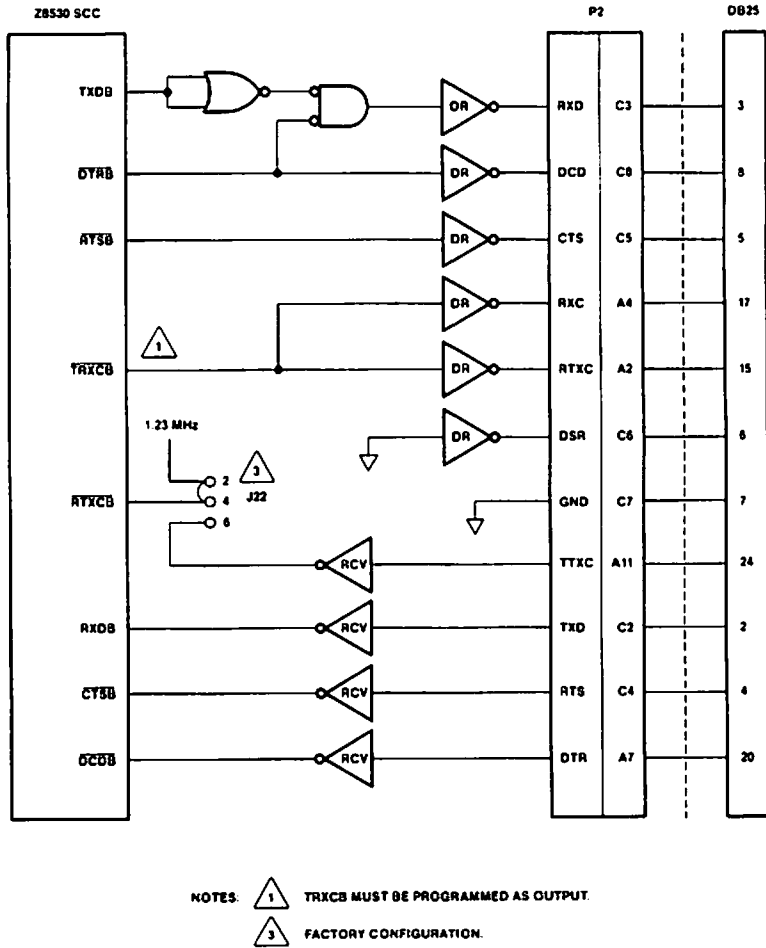 Z8530 SCC P2 DB25
TXDB DR RXD C3 3
DTRB DR DCD C8 8
RTSB DR CTS C5 5
DR RXC A4 17
1
TRXCB DR RTXC A2 15
1.23 MHz
DR DSR C6 6
2 3
RTXCB 4 J22 GND C7 7
6
RCV TTXC A11 24
RXDB RCV TXD C2 2
CTSB RCV RTS C4 4
DCDB RCV DTR A7 20
NOTES: 1 TRXCB MUST BE PROGRAMMED AS OUTPUT.
3 FACTORY CONFIGURATION.